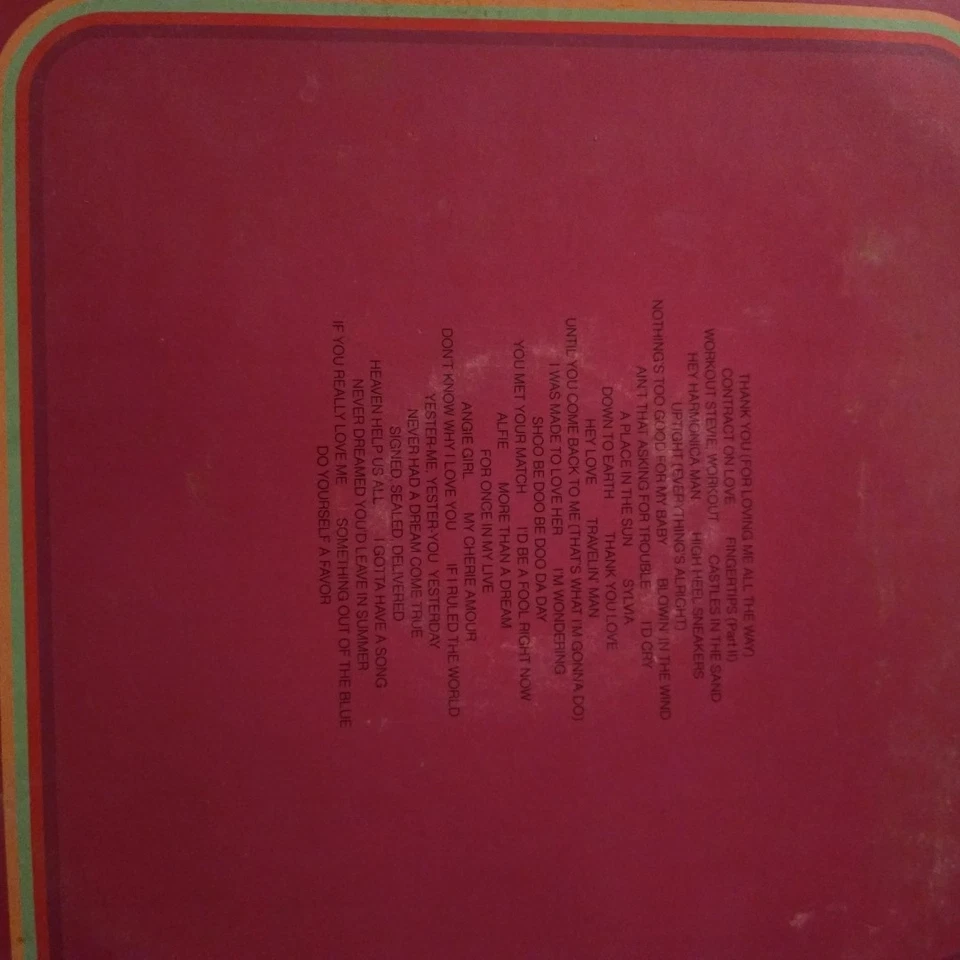 THANK YOU (FOR LOVING ME ALL THE WAY)
CONTRACT ON LOVE FINGERTIPS (Part II)
WORKOUT STEVIE, WORKOUT CASTLES IN THE SAND
HEY HARMONICA MAN HIGH HEEL SNEAKERS
UPTIGHT (EVERYTHING'S ALRIGHT)
NOTHING'S TOO GOOD FOR MY BABY BLOWIN' IN THE WIND
AIN'T THAT ASKING FOR TROUBLE I'D CRY
A PLACE IN THE SUN SYLVIA
DOWN TO EARTH THANK YOU LOVE
HEY LOVE TRAVELIN' MAN
UNTIL YOU COME BACK TO ME (THAT'S WHAT I'M GONNA DO)
I WAS MADE TO LOVE HER I'M WONDERING
SHOO BE DOO BE DOO DA DAY
YOU MET YOUR MATCH I'D BE A FOOL RIGHT NOW
ALFIE MORE THAN A DREAM
FOR ONCE IN MY LIVE
ANGIE GIRL MY CHERIE AMOUR
DON'T KNOW WHY I LOVE YOU IF I RULED THE WORLD
YESTER-ME, YESTER-YOU, YESTERDAY
NEVER HAD A DREAM COME TRUE
SIGNED, SEALED, DELIVERED
HEAVEN HELP US ALL I GOTTA HAVE A SONG
NEVER DREAMED YOU'D LEAVE IN SUMMER
IF YOU REALLY LOVE ME SOMETHING OUT OF THE BLUE
DO YOURSELF A FAVOR